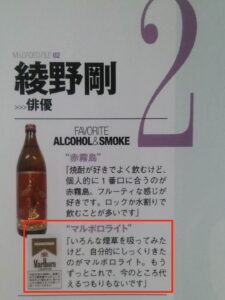 2
綾野剛
>>>俳優
FAVORITE
ALCOHOL&SMOKE
“赤霧島”
「焼酎が好きでよく飲むけど、
個人的に1番口に合うのが
赤霧島。フルーティな感じが
好きです。ロックか水割りで
飲むことが多いです」
“マルボロライト”
「いろんな煙草を吸ってみた
けど、自分的にしっくりきた
のがマルボロライト。もう
ずっとこれで、今のところ代
えるつもりもないです」
Marlboro